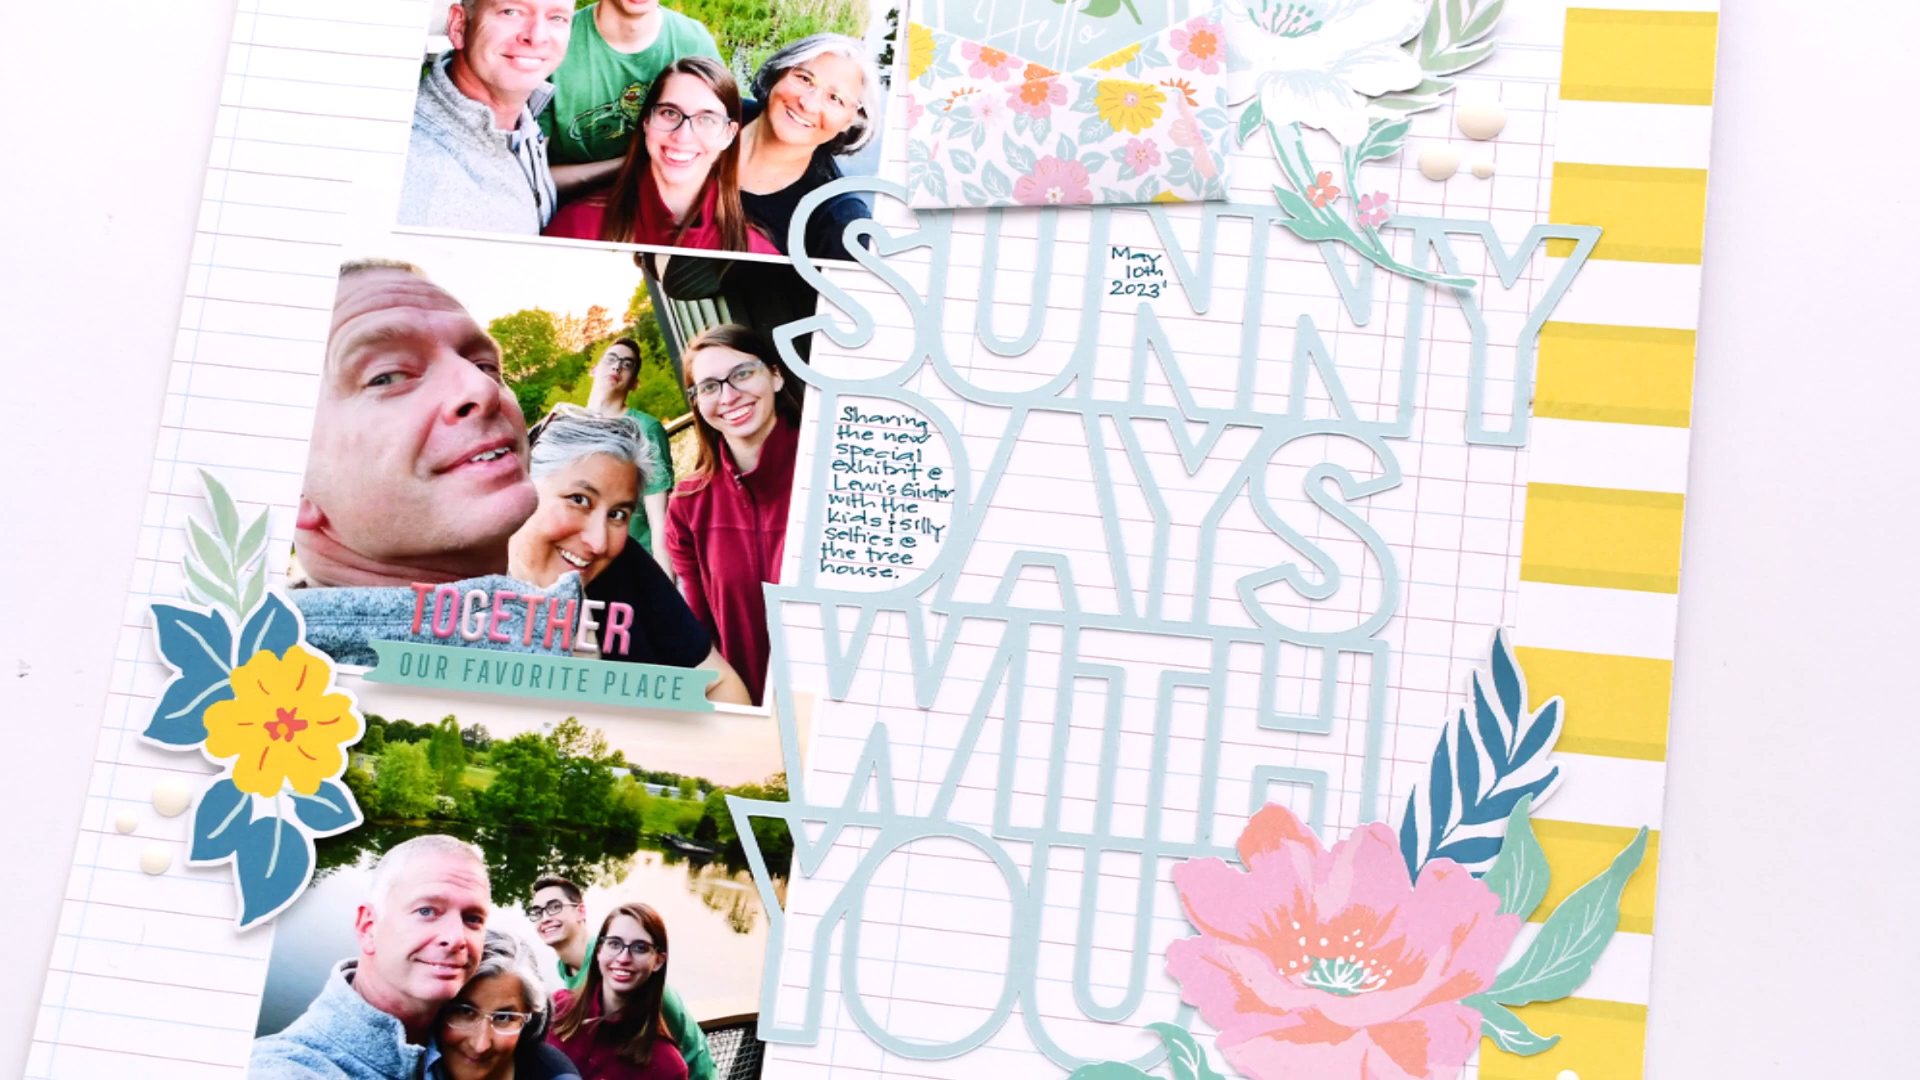 Hello
SUNNY
May
10th
2023'
DAYS
Sharing
the new
special
exhibit @
Lewis Ginter
with the
kids & silly
selfies @
the tree
house.
WITH
YOU
TOGETHER
OUR FAVORITE PLACE